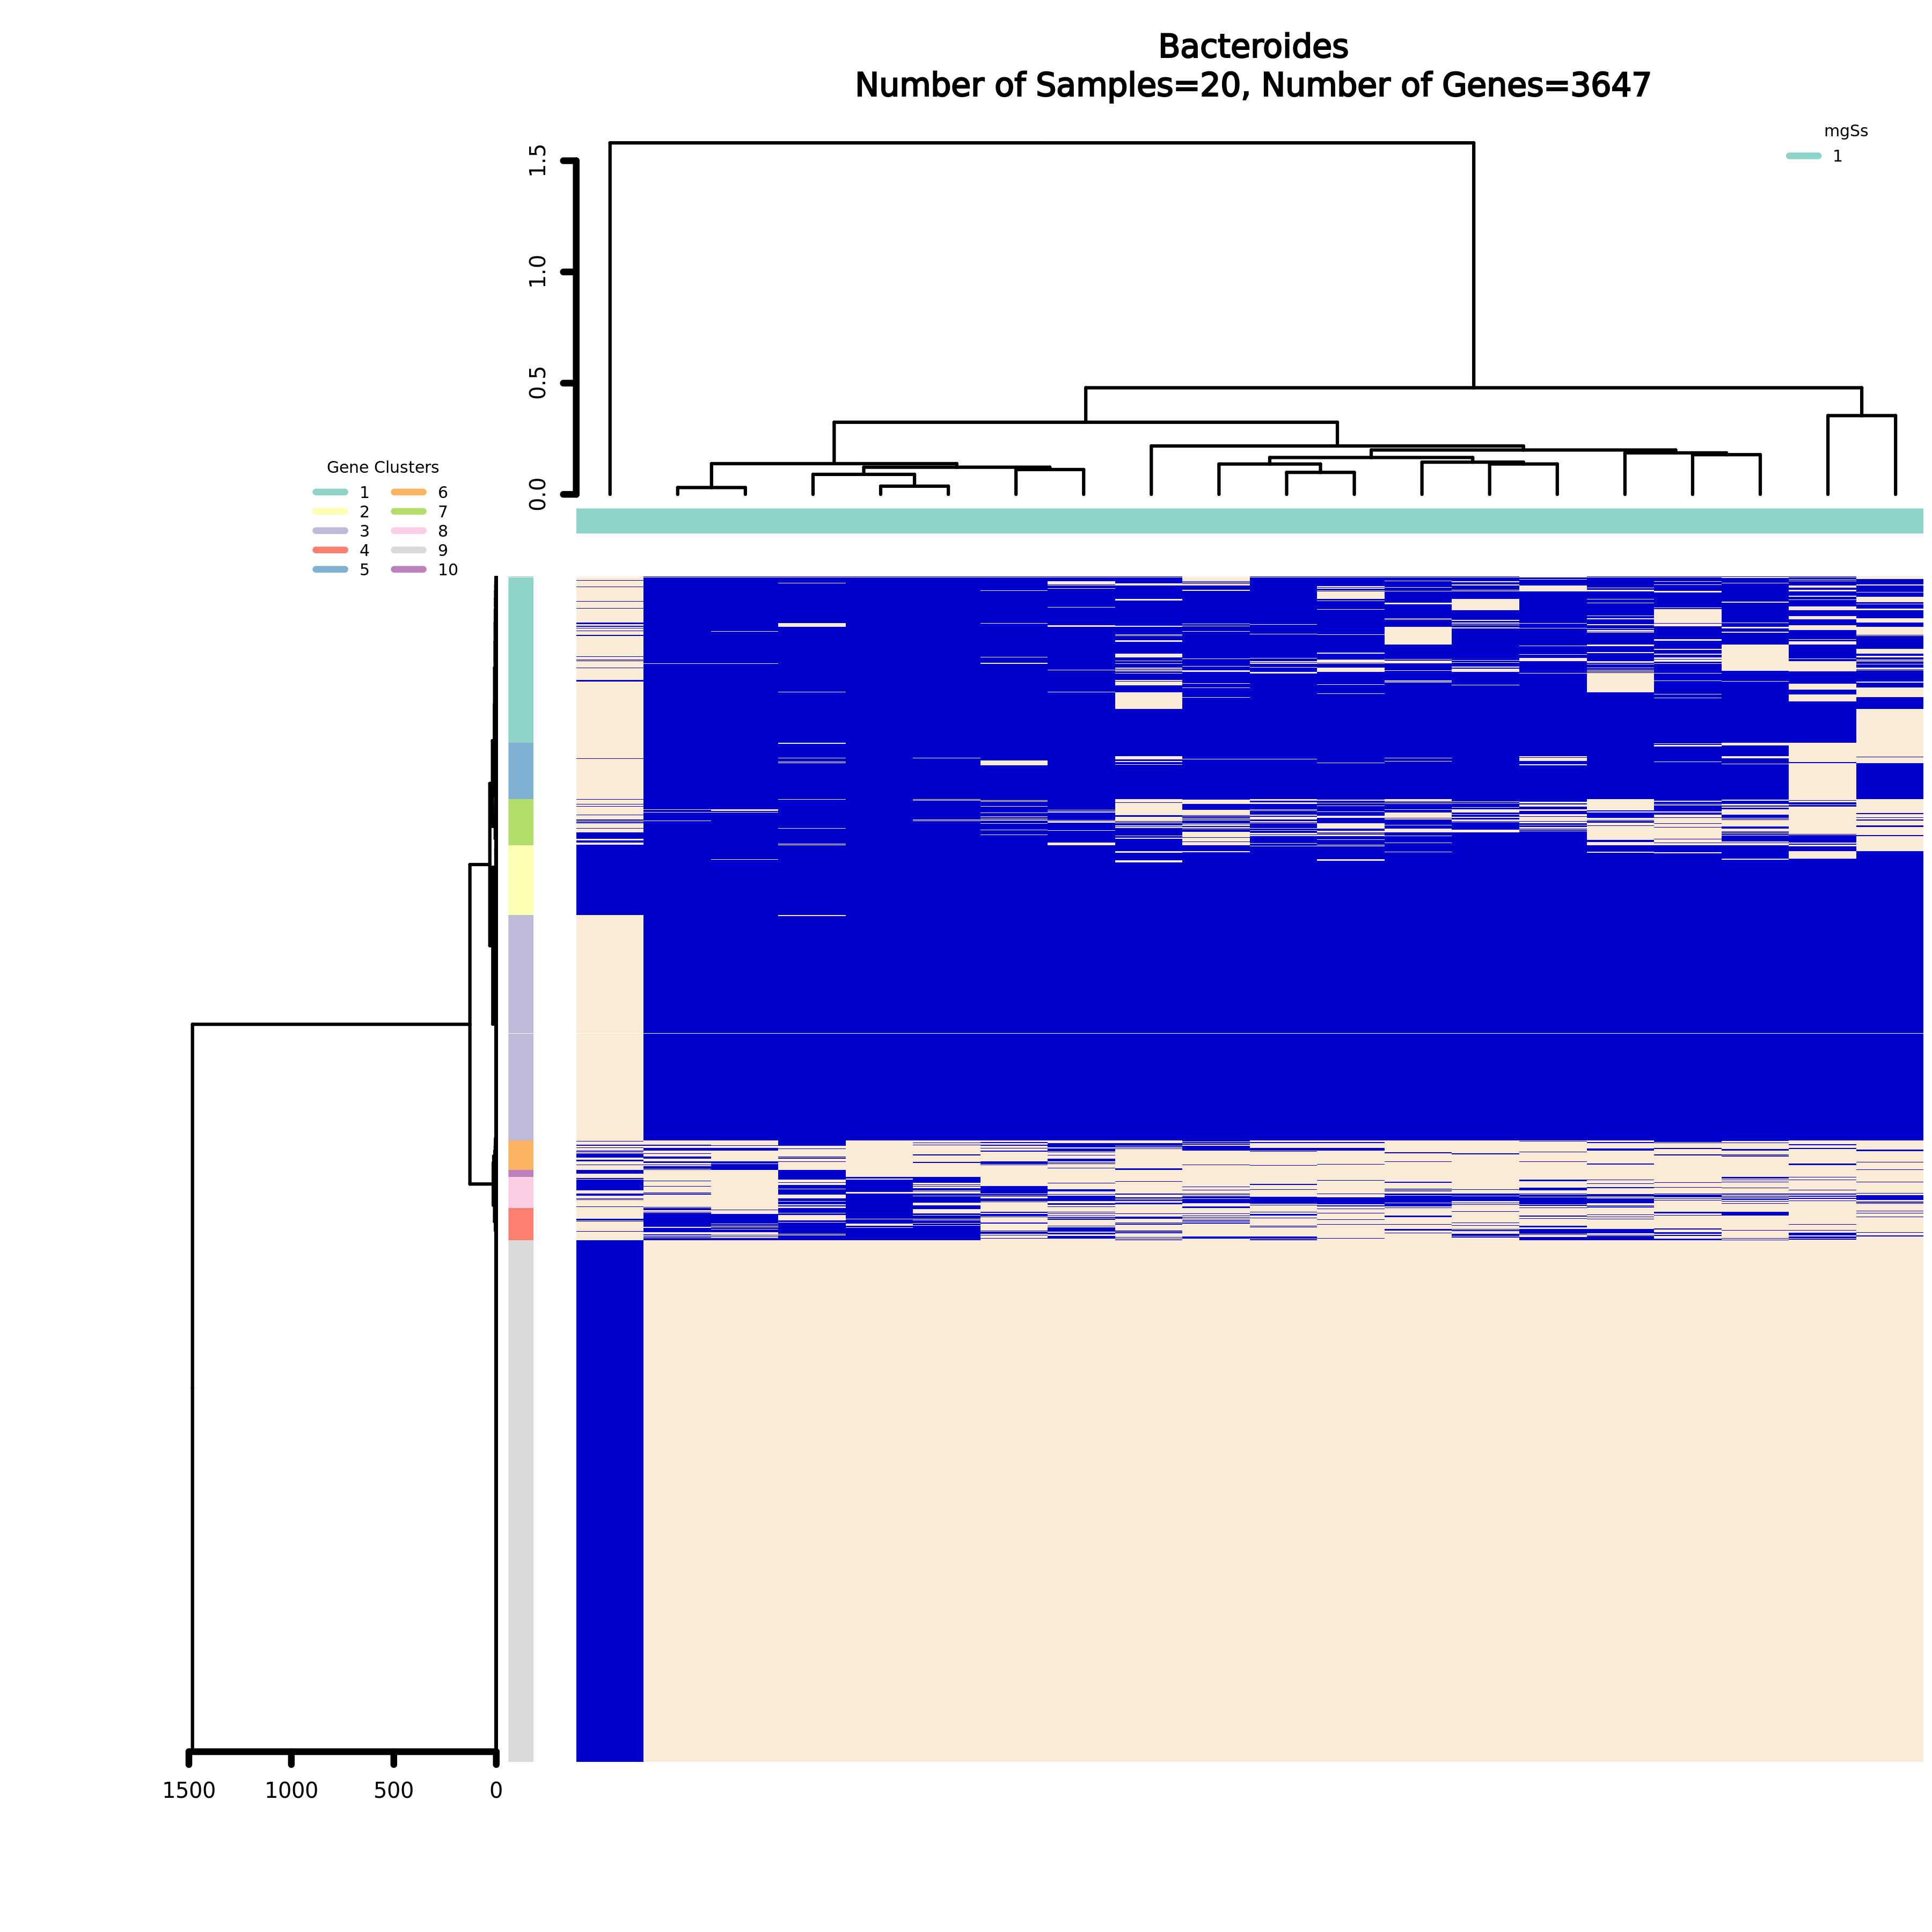 Bacteroides
Number of Samples=20, Number of Genes=3647
mgSs
1
1.5
1.0
0.5
0.0
Gene Clusters
1 6
2 7
3 8
4 9
5 10
1500 1000 500 0